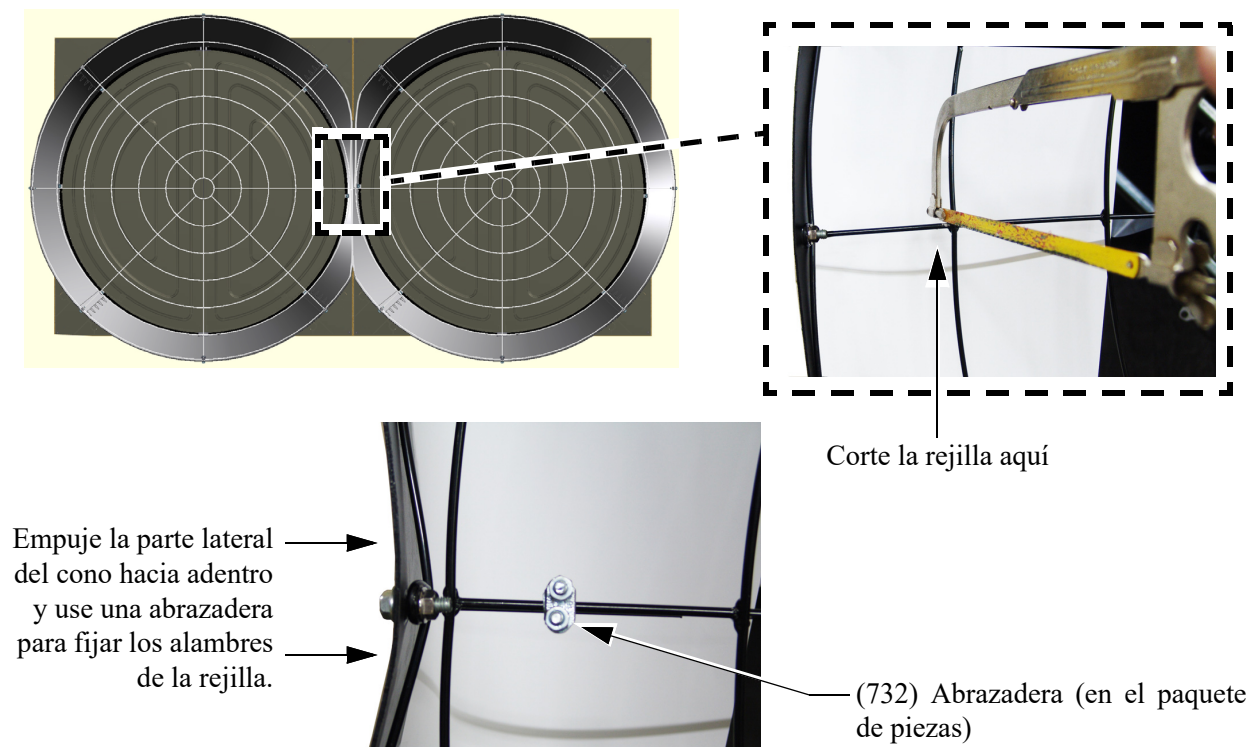 Corte la rejilla aquí
Empuje la parte lateral
del cono hacia adentro
y use una abrazadera
para fijar los alambres
de la rejilla.
(732) Abrazadera (en el paquete
de piezas)